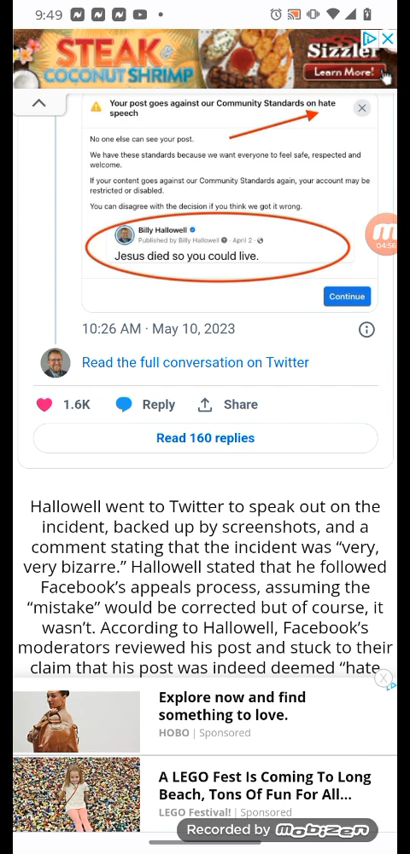 9:49
STEAK &
COCONUT SHRIMP
Sizzler
Learn More!
Your post goes against our Community Standards on hate
speech
No one else can see your post.
We have these standards because we want everyone to feel safe, respected and
welcome.
If your content goes against our Community Standards again, your account may be
restricted or disabled.
You can disagree with the decision if you think we got it wrong.
Billy Hallowell
Published by Billy Hallowell · April 2 ·
Jesus died so you could live.
04:56
Continue
10:26 AM · May 10, 2023
Read the full conversation on Twitter
1.6K Reply Share
Read 160 replies
Hallowell went to Twitter to speak out on the
incident, backed up by screenshots, and a
comment stating that the incident was “very,
very bizarre.” Hallowell stated that he followed
Facebook’s appeals process, assuming the
“mistake” would be corrected but of course, it
wasn’t. According to Hallowell, Facebook’s
moderators reviewed his post and stuck to their
claim that his post was indeed deemed “hate
Explore now and find
something to love.
HOBO | Sponsored
A LEGO Fest Is Coming To Long
Beach, Tons Of Fun For All...
LEGO Festival! | Sponsored
Recorded by mobizen